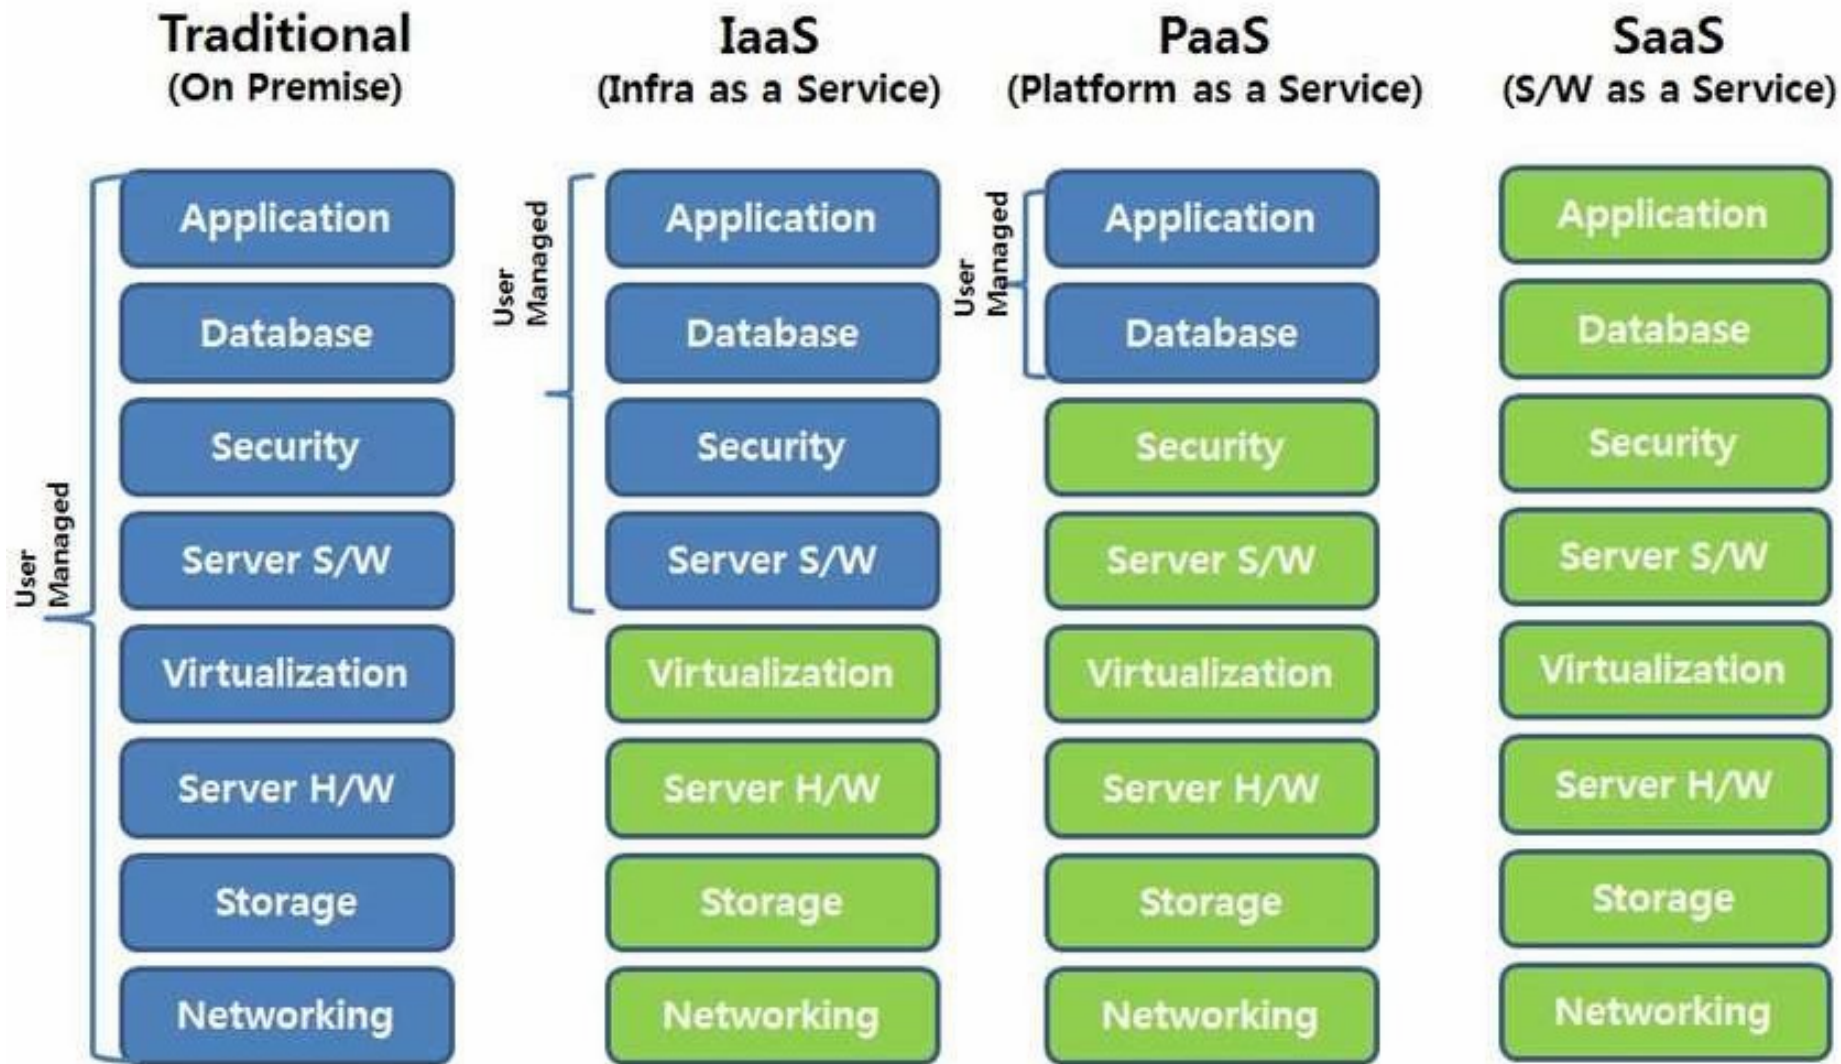 Traditional
(On Premise)
User
Managed
Application
Database
Security
Server S/W
Virtualization
Server H/W
Storage
Networking
IaaS
(Infra as a Service)
User
Managed
Application
Database
Security
Server S/W
Virtualization
Server H/W
Storage
Networking
PaaS
(Platform as a Service)
User
Managed
Application
Database
Security
Server S/W
Virtualization
Server H/W
Storage
Networking
SaaS
(S/W as a Service)
Application
Database
Security
Server S/W
Virtualization
Server H/W
Storage
Networking